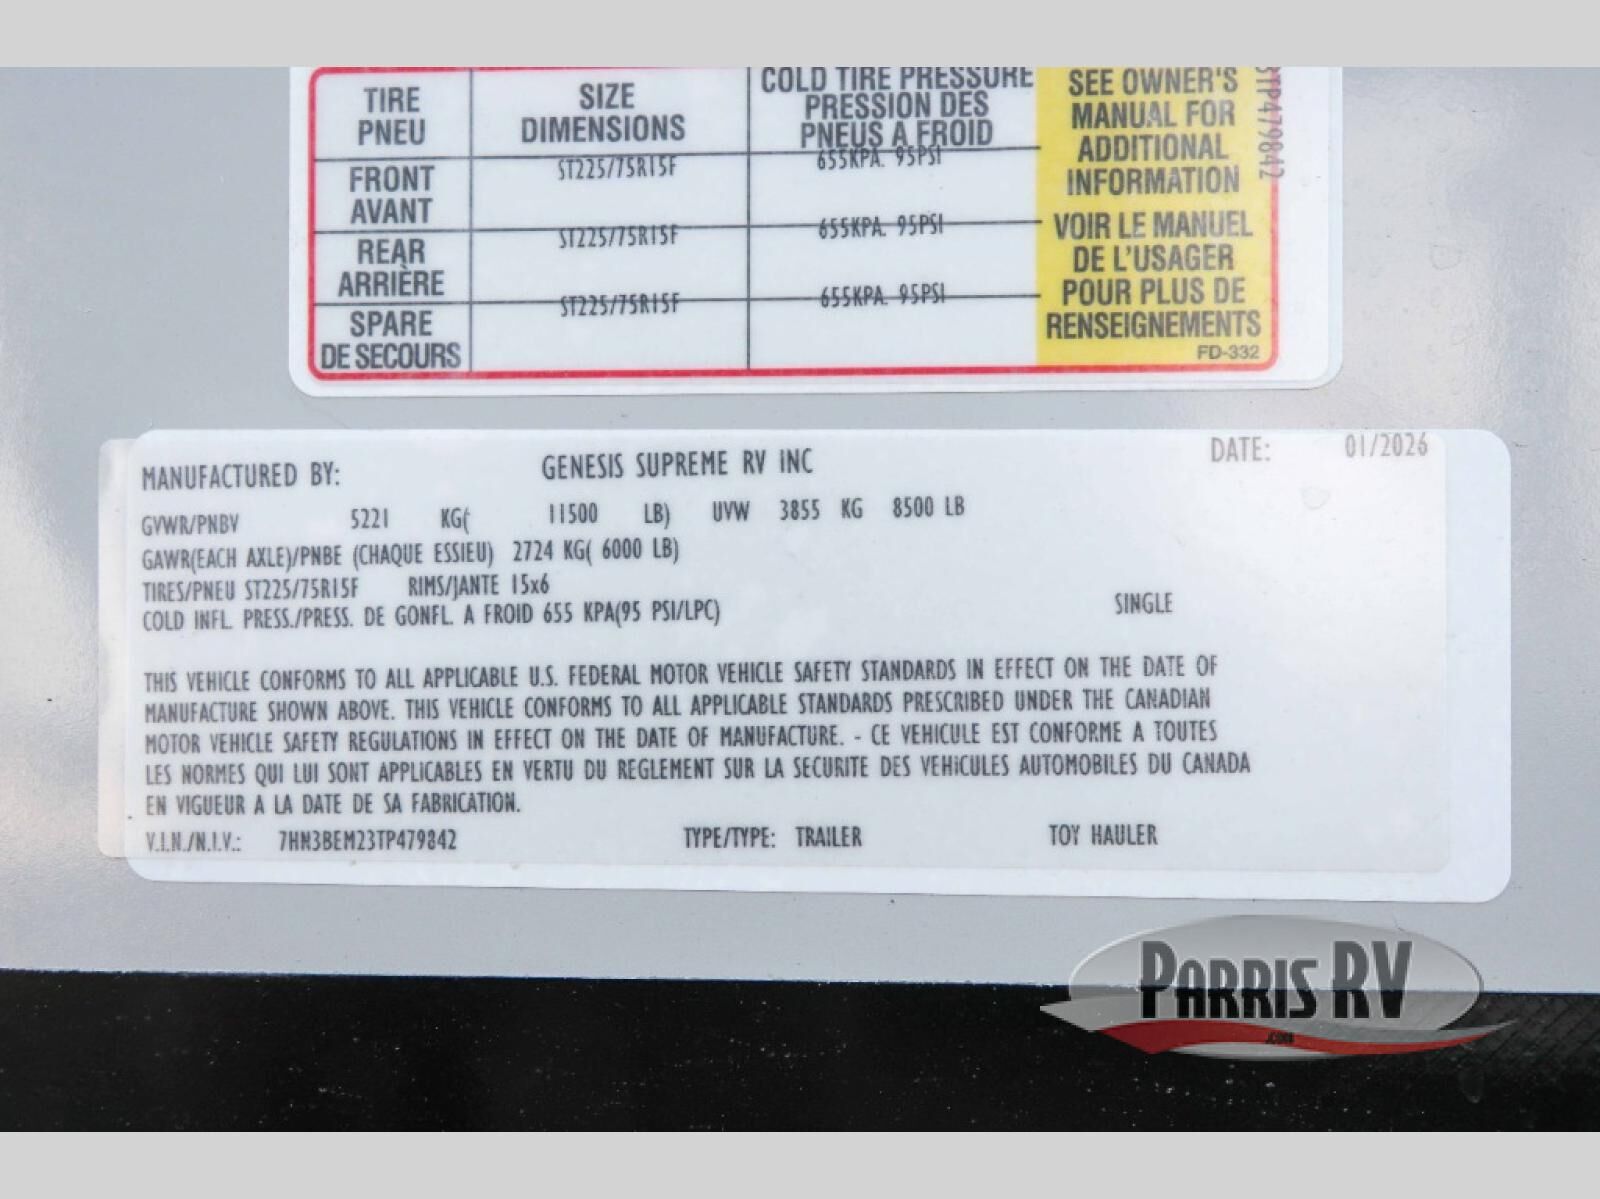 TIRE
PNEU
SIZE
DIMENSIONS
COLD TIRE PRESSURE
PRESSION DES
PNEUS A FROID
FRONT
AVANT
ST225/75R15F
655KPA. 95PSI
REAR
ARRIÈRE
ST225/75R15F
655KPA. 95PSI
SPARE
DE SECOURS
ST225/75R15F
655KPA. 95PSI
SEE OWNER'S
MANUAL FOR
ADDITIONAL
INFORMATION
VOIR LE MANUEL
DE L'USAGER
POUR PLUS DE
RENSEIGNEMENTS
FD-332
MANUFACTURED BY: GENESIS SUPREME RV INC DATE: 01/2026
GVWR/PNBV 5221 KG( 11500 LB) UVW 3855 KG 8500 LB
GAWR(EACH AXLE)/PNBE (CHAQUE ESSIEU) 2724 KG( 6000 LB)
TIRES/PNEU ST225/75R15F RIMS/JANTE 15x6
COLD INFL. PRESS./PRESS. DE GONFL. A FROID 655 KPA(95 PSI/LPC) SINGLE
THIS VEHICLE CONFORMS TO ALL APPLICABLE U.S. FEDERAL MOTOR VEHICLE SAFETY STANDARDS IN EFFECT ON THE DATE OF
MANUFACTURE SHOWN ABOVE. THIS VEHICLE CONFORMS TO ALL APPLICABLE STANDARDS PRESCRIBED UNDER THE CANADIAN
MOTOR VEHICLE SAFETY REGULATIONS IN EFFECT ON THE DATE OF MANUFACTURE. - CE VEHICULE EST CONFORME A TOUTES
LES NORMES QUI LUI SONT APPLICABLES EN VERTU DU REGLEMENT SUR LA SECURITE DES VEHICULES AUTOMOBILES DU CANADA
EN VIGUEUR A LA DATE DE SA FABRICATION.
V.I.N./N.I.V.: 7HN3BEM23TP479842 TYPE/TYPE: TRAILER TOY HAULER
PARRIS RV
.COM